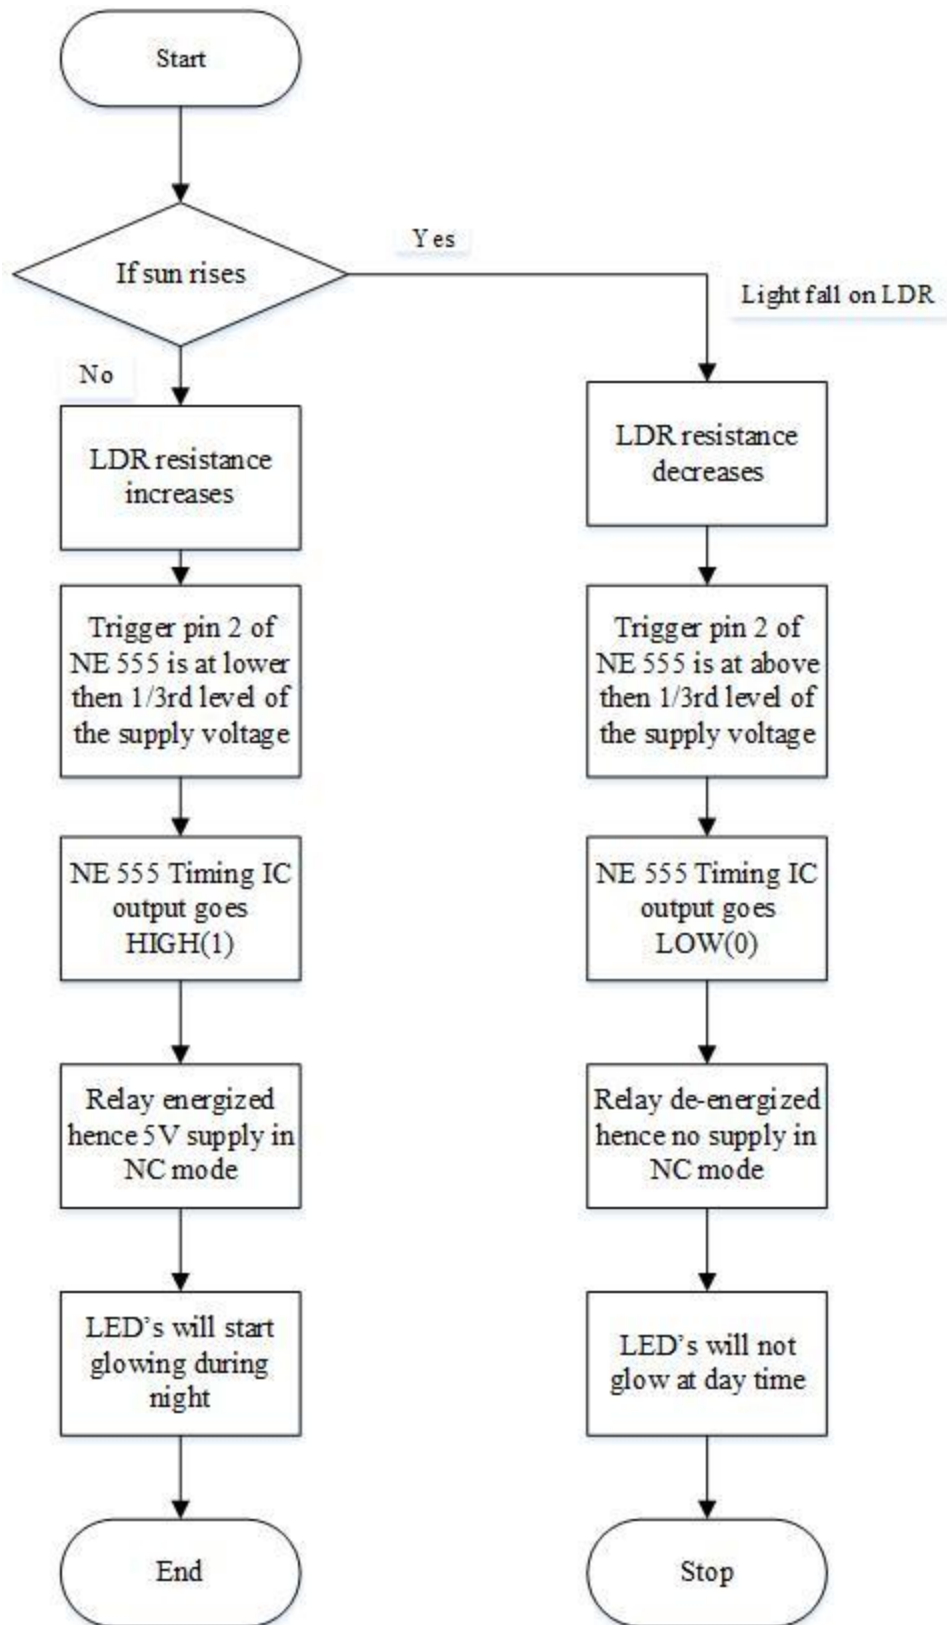 Start
If sun rises
Yes
Light fall on LDR
No
LDR resistance
increases
Trigger pin 2 of
NE 555 is at lower
then 1/3rd level of
the supply voltage
NE 555 Timing IC
output goes
HIGH(1)
Relay energized
hence 5V supply in
NC mode
LED’s will start
glowing during
night
End
LDR resistance
decreases
Trigger pin 2 of
NE 555 is at above
then 1/3rd level of
the supply voltage
NE 555 Timing IC
output goes
LOW(0)
Relay de-energized
hence no supply in
NC mode
LED’s will not
glow at day time
Stop